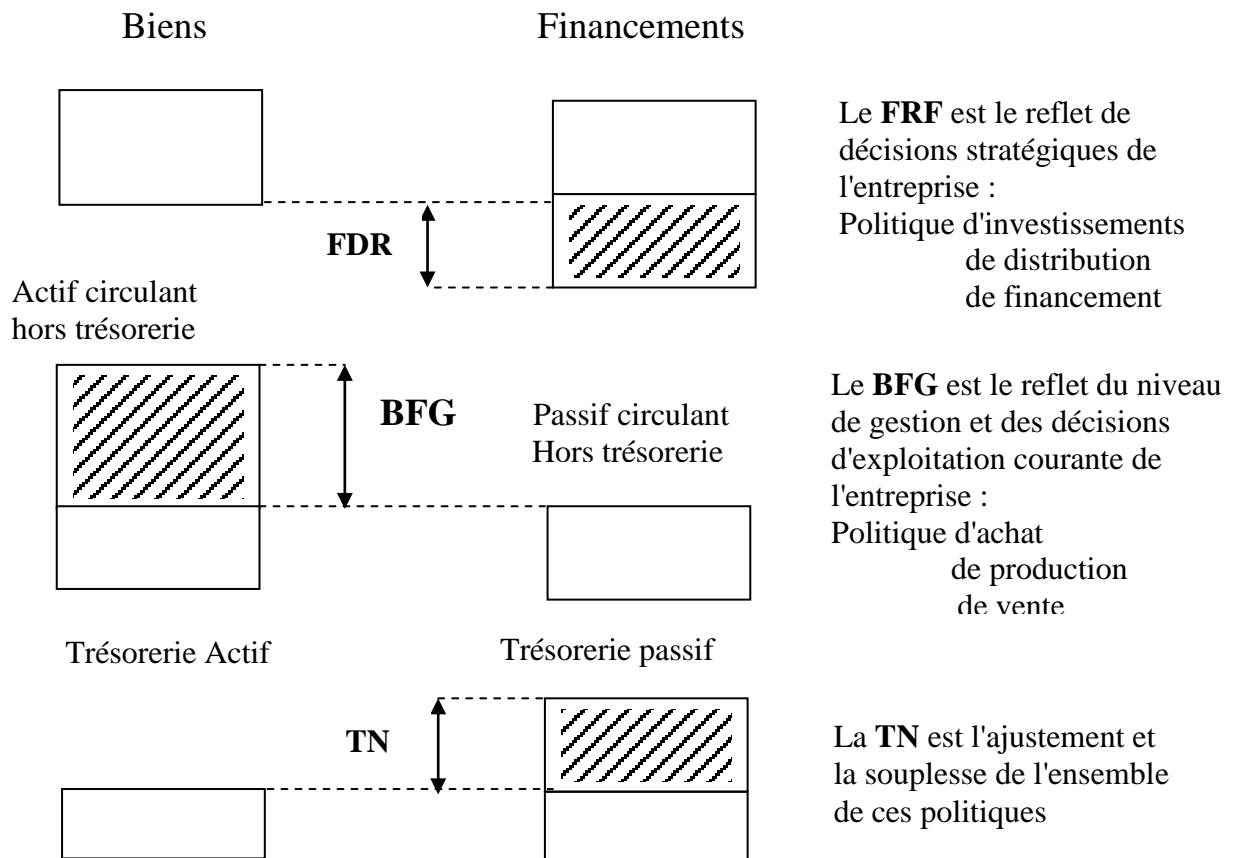 Biens
Financements
Le FRF est le reflet de
décisions stratégiques de
l'entreprise :
Politique d'investissements
de distribution
de financement
FDR
Actif circulant
hors trésorerie
BFG
Passif circulant
Hors trésorerie
Le BFG est le reflet du niveau
de gestion et des décisions
d'exploitation courante de
l'entreprise :
Politique d'achat
de production
de vente
Trésorerie Actif
Trésorerie passif
TN
La TN est l'ajustement et
la souplesse de l'ensemble
de ces politiques